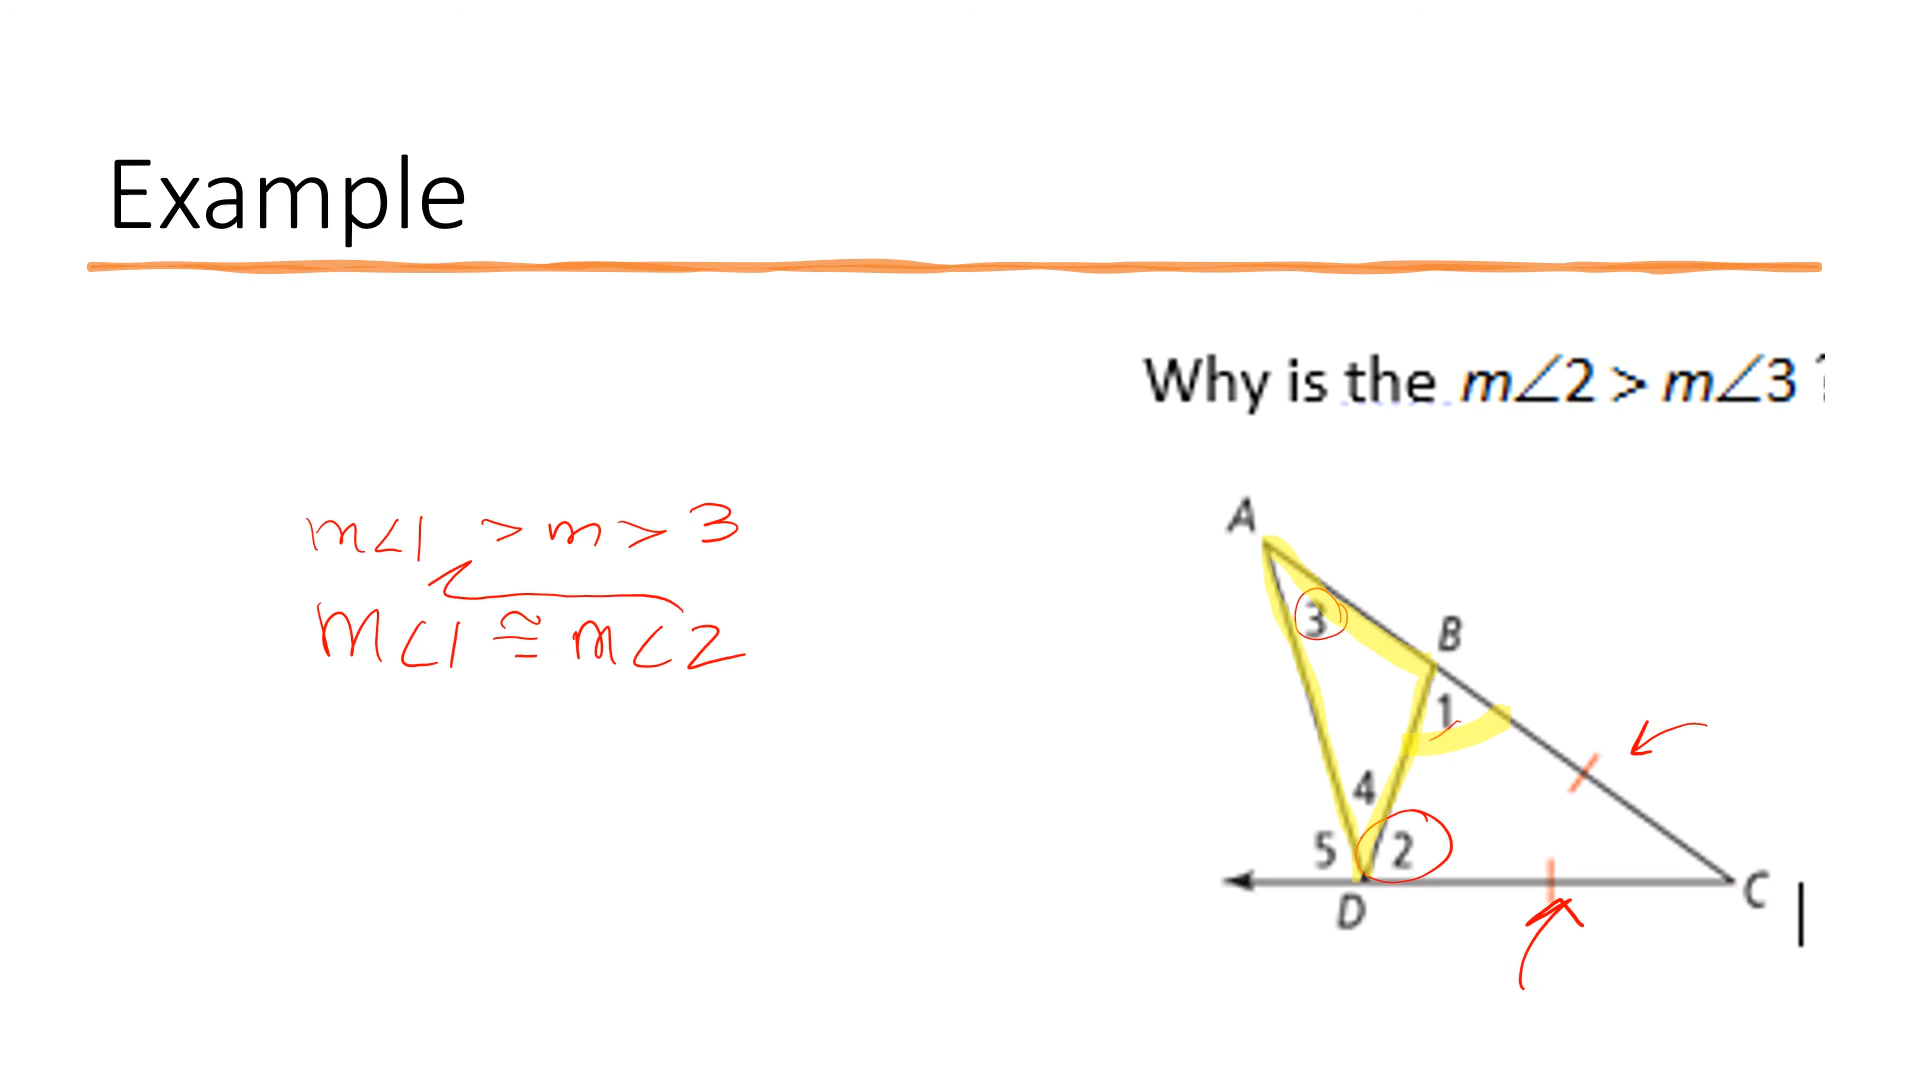 Example
Why is the m∠2 > m∠3 ?
m∠1 > m > 3
m∠1 ≅ m∠2
A
3
B
1
4
5
2
D
C